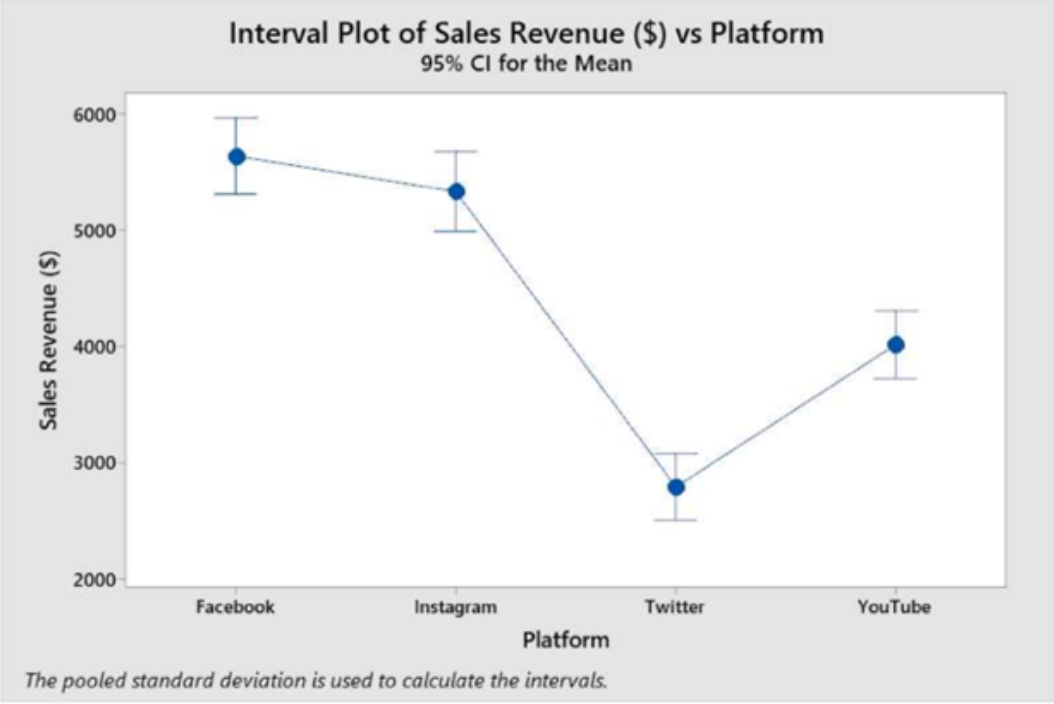 Interval Plot of Sales Revenue ($) vs Platform
95% CI for the Mean
6000
5000
4000
3000
2000
Sales Revenue ($)
Facebook Instagram Twitter YouTube
Platform
The pooled standard deviation is used to calculate the intervals.